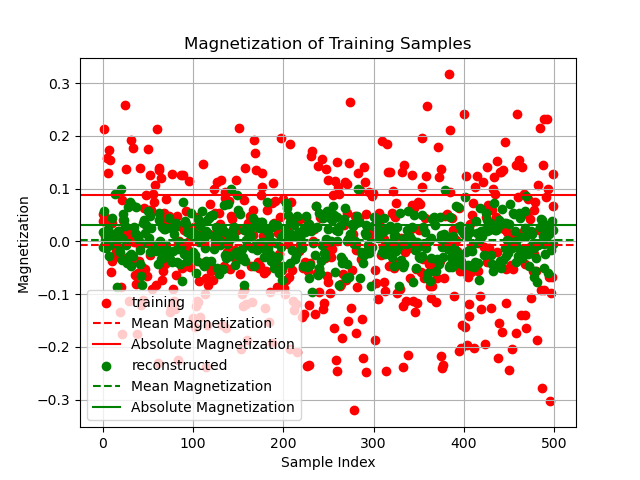 Magnetization of Training Samples
Magnetization
0.3
0.2
0.1
0.0
−0.1
−0.2
−0.3
training
Mean Magnetization
Absolute Magnetization
reconstructed
Mean Magnetization
Absolute Magnetization
0 100 200 300 400 500
Sample Index